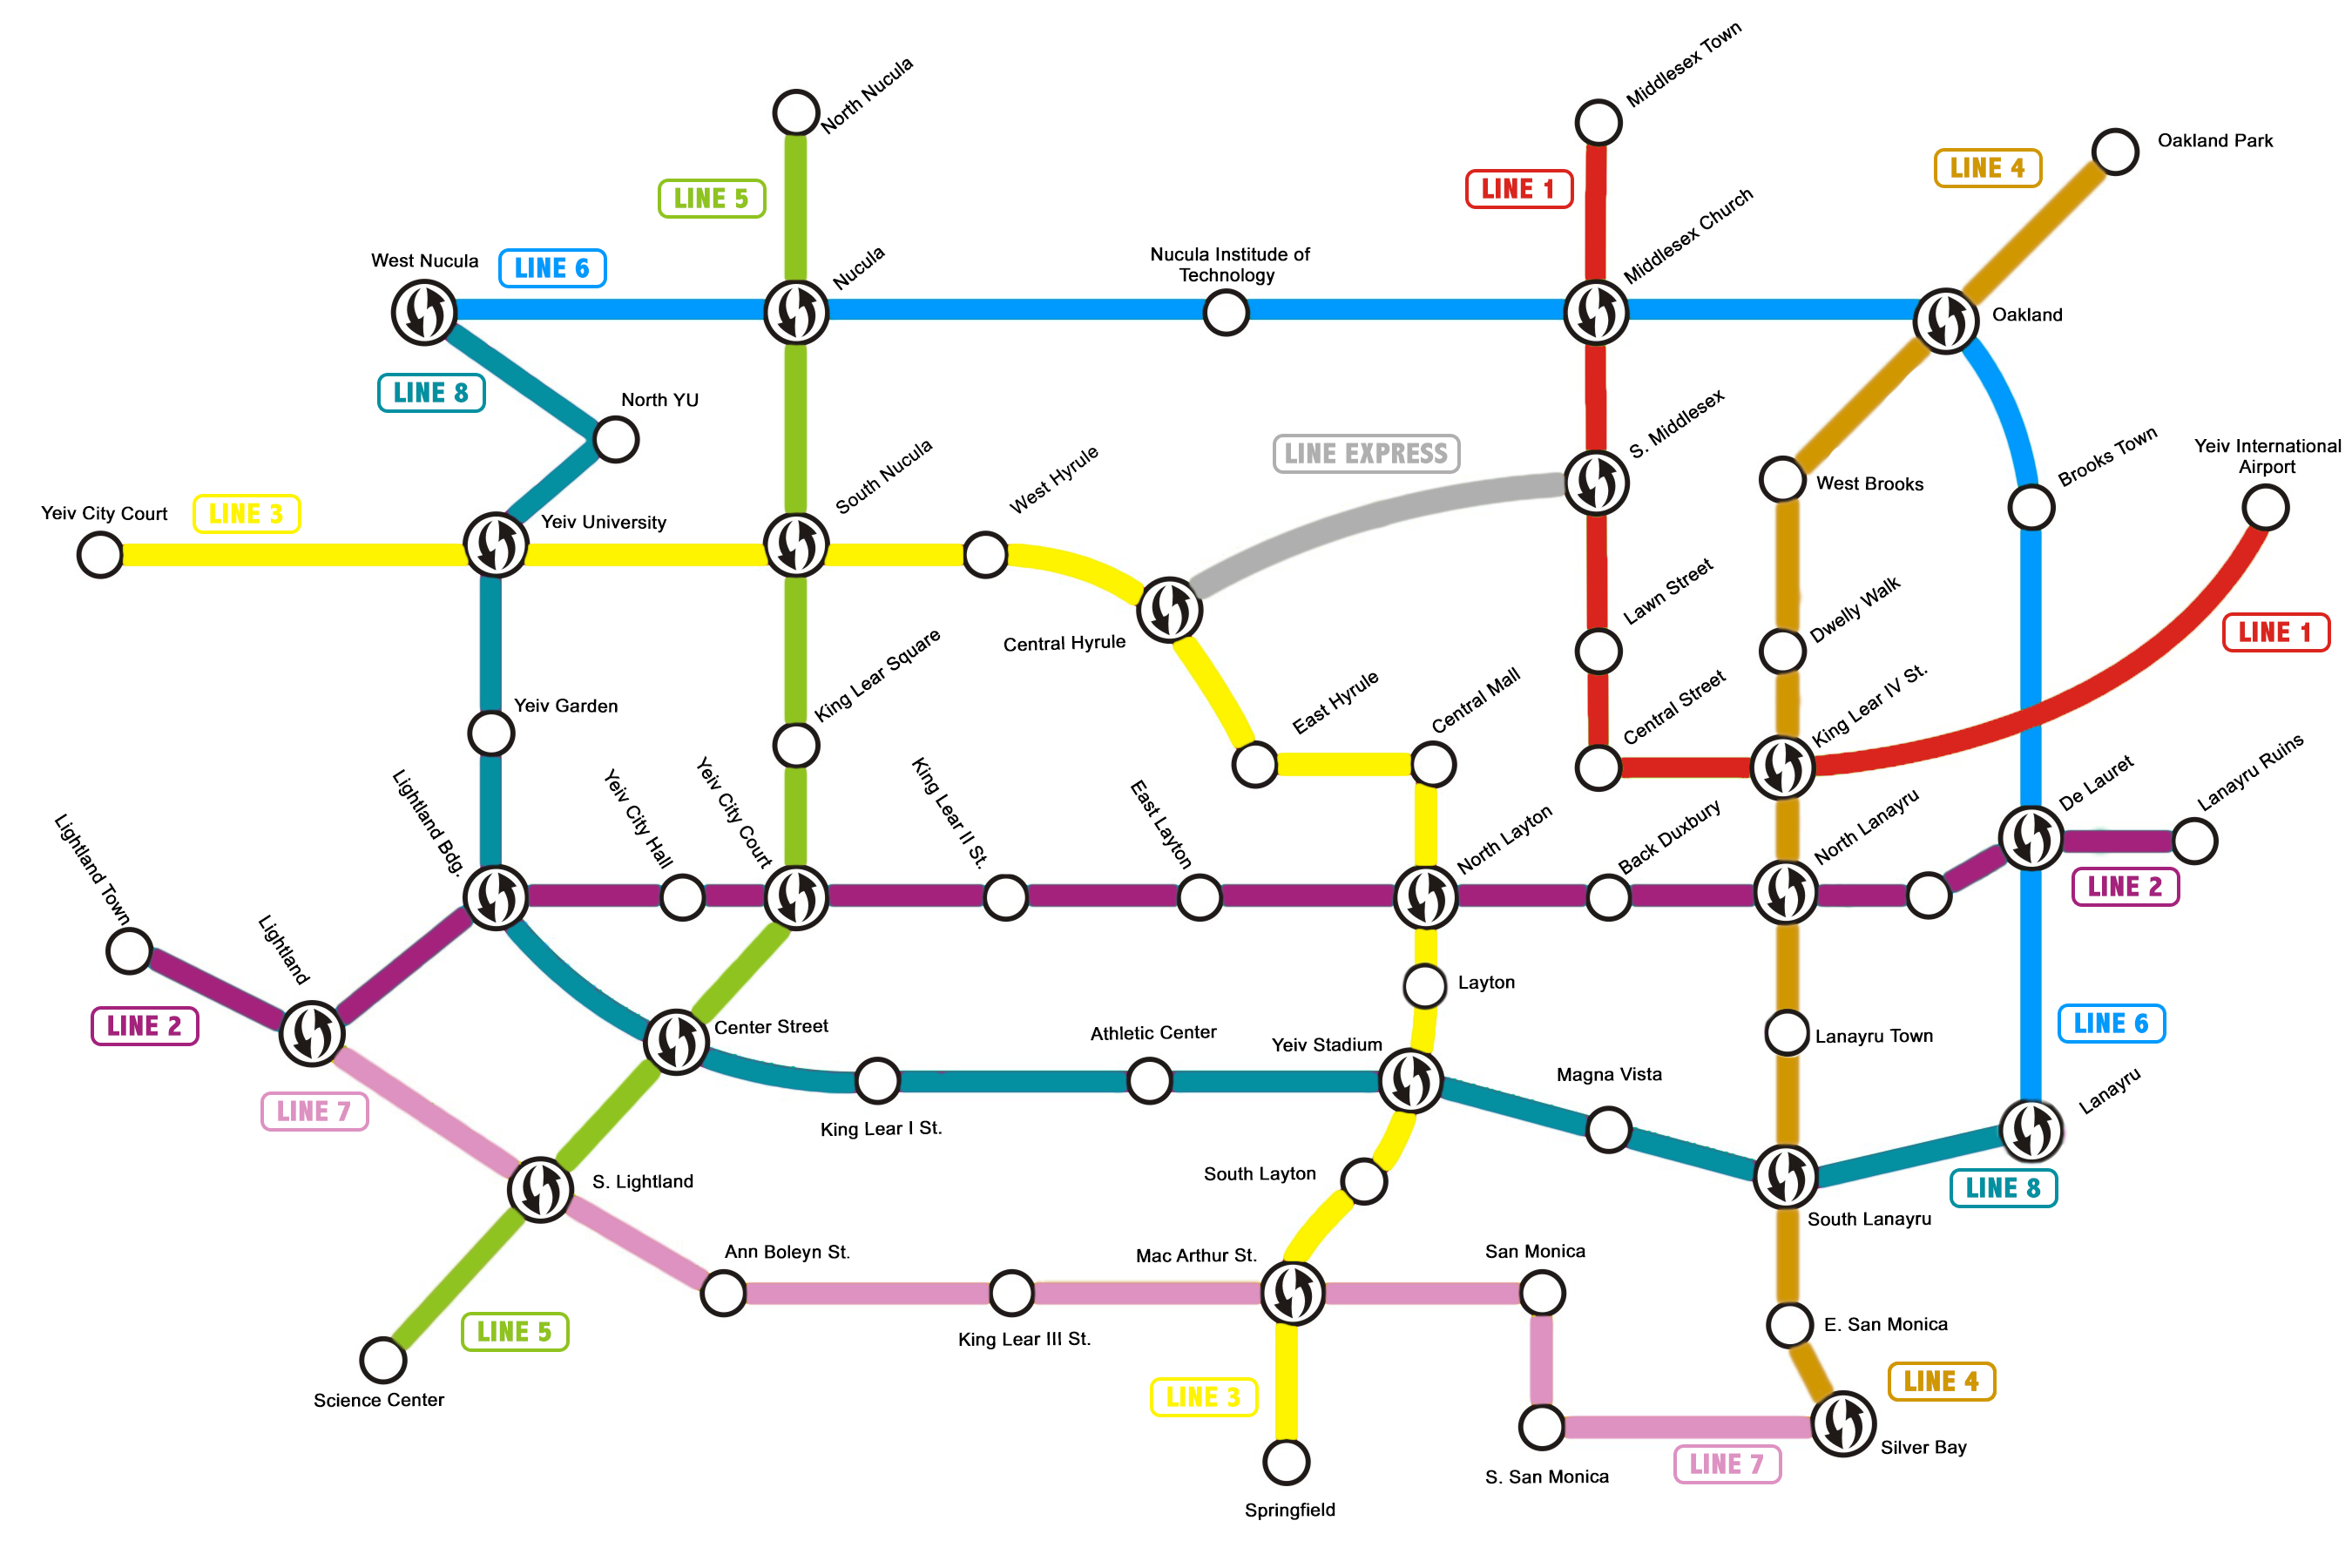 Middlesex Town
North Nucula
Oakland Park
LINE 4
LINE 1
LINE 5
Middlesex Church
Nucula
West Nucula
LINE 6
Nucula Institude of
Technology
Oakland
LINE 8
North YU
S. Middlesex
South Nucula
West Hyrule
LINE EXPRESS
Brooks Town
Yeiv International
Airport
West Brooks
Yeiv City Court
LINE 3
Yeiv University
Lawn Street
Dwelly Walk
LINE 1
Central Hyrule
King Lear Square
Yeiv Garden
East Hyrule
Central Mall
Central Street
King Lear IV St.
Lightland Bdg.
Yeiv City Hall
Yeiv City Court
King Lear II St.
East Layton
North Layton
Back Duxbury
North Lanayru
De Lauret
Lanayru Ruins
LINE 2
Lightland Town
Lightland
LINE 2
Layton
Center Street
Athletic Center
Yeiv Stadium
Lanayru Town
LINE 6
Magna Vista
Lanayru
LINE 7
King Lear I St.
S. Lightland
South Layton
LINE 8
South Lanayru
Ann Boleyn St.
Mac Arthur St.
San Monica
LINE 5
King Lear III St.
E. San Monica
Science Center
LINE 3
LINE 4
Silver Bay
LINE 7
S. San Monica
Springfield